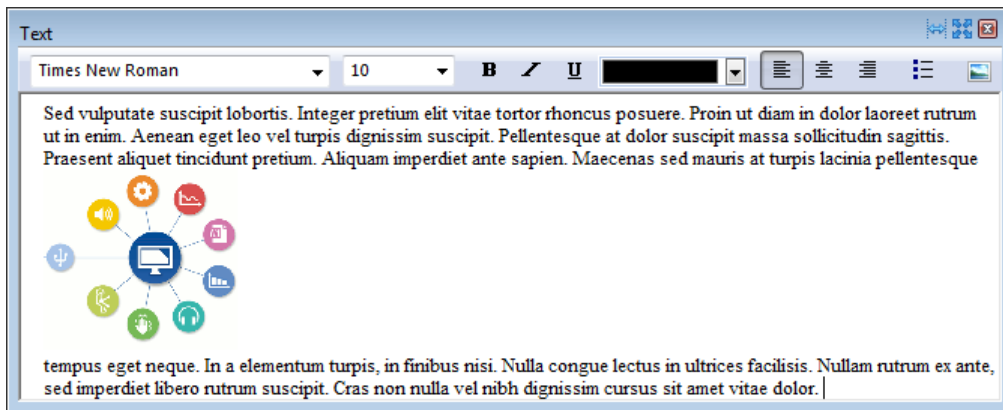 Text
Times New Roman 10 B I U
Sed vulputate suscipit lobortis. Integer pretium elit vitae tortor rhoncus posuere. Proin ut diam in dolor laoreet rutrum
ut in enim. Aenean eget leo vel turpis dignissim suscipit. Pellentesque at dolor suscipit massa sollicitudin sagittis.
Praesent aliquet tincidunt pretium. Aliquam imperdiet ante sapien. Maecenas sed mauris at turpis lacinia pellentesque
tempus eget neque. In a elementum turpis, in finibus nisi. Nulla congue lectus in ultrices facilisis. Nullam rutrum ex ante,
sed imperdiet libero rutrum suscipit. Cras non nulla vel nibh dignissim cursus sit amet vitae dolor.